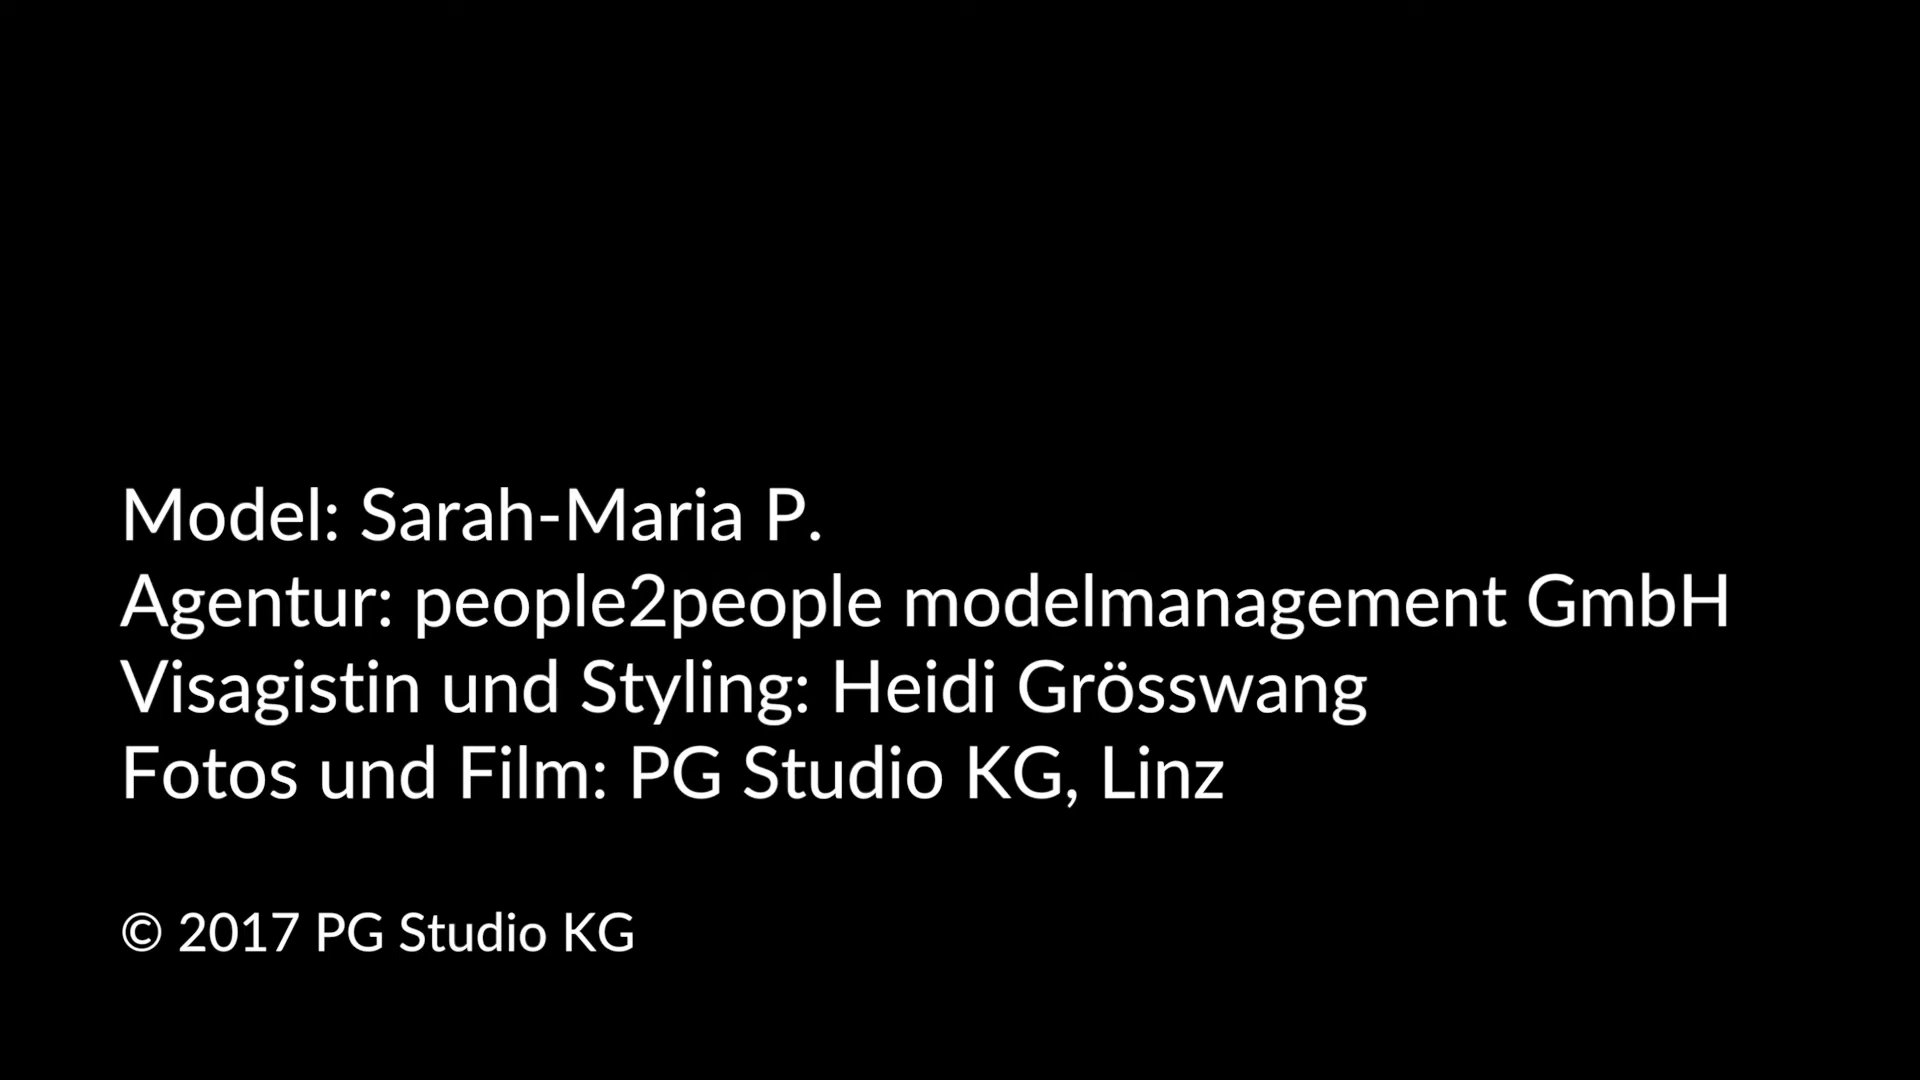 Model: Sarah-Maria P.
Agentur: people2people modelmanagement GmbH
Visagistin und Styling: Heidi Grösswang
Fotos und Film: PG Studio KG, Linz
© 2017 PG Studio KG